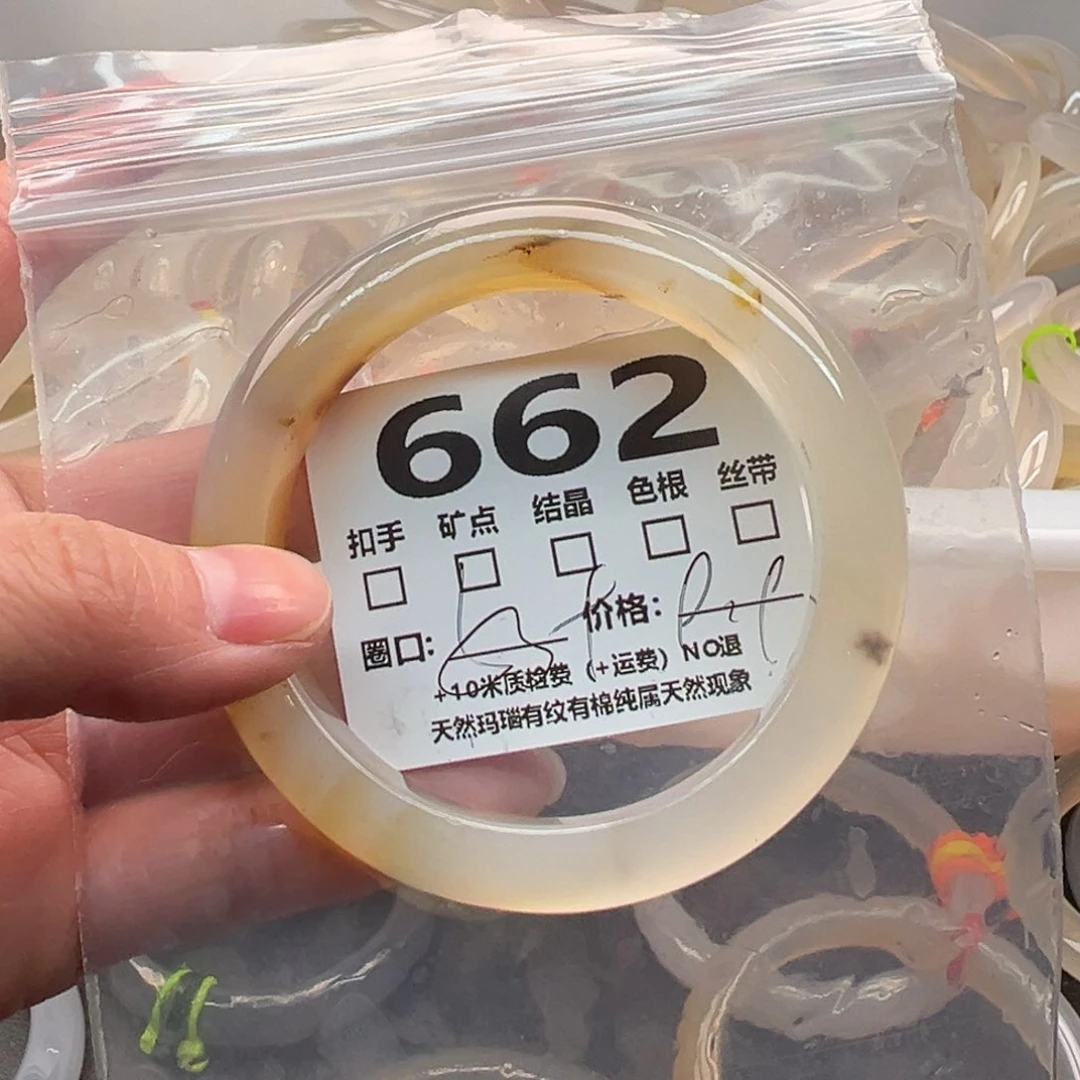 662
扣手 矿点 结晶 色根 丝带
圈口: 价格:
+10米质检费 (+运费) NO退
天然玛瑙有纹有棉纯属天然现象